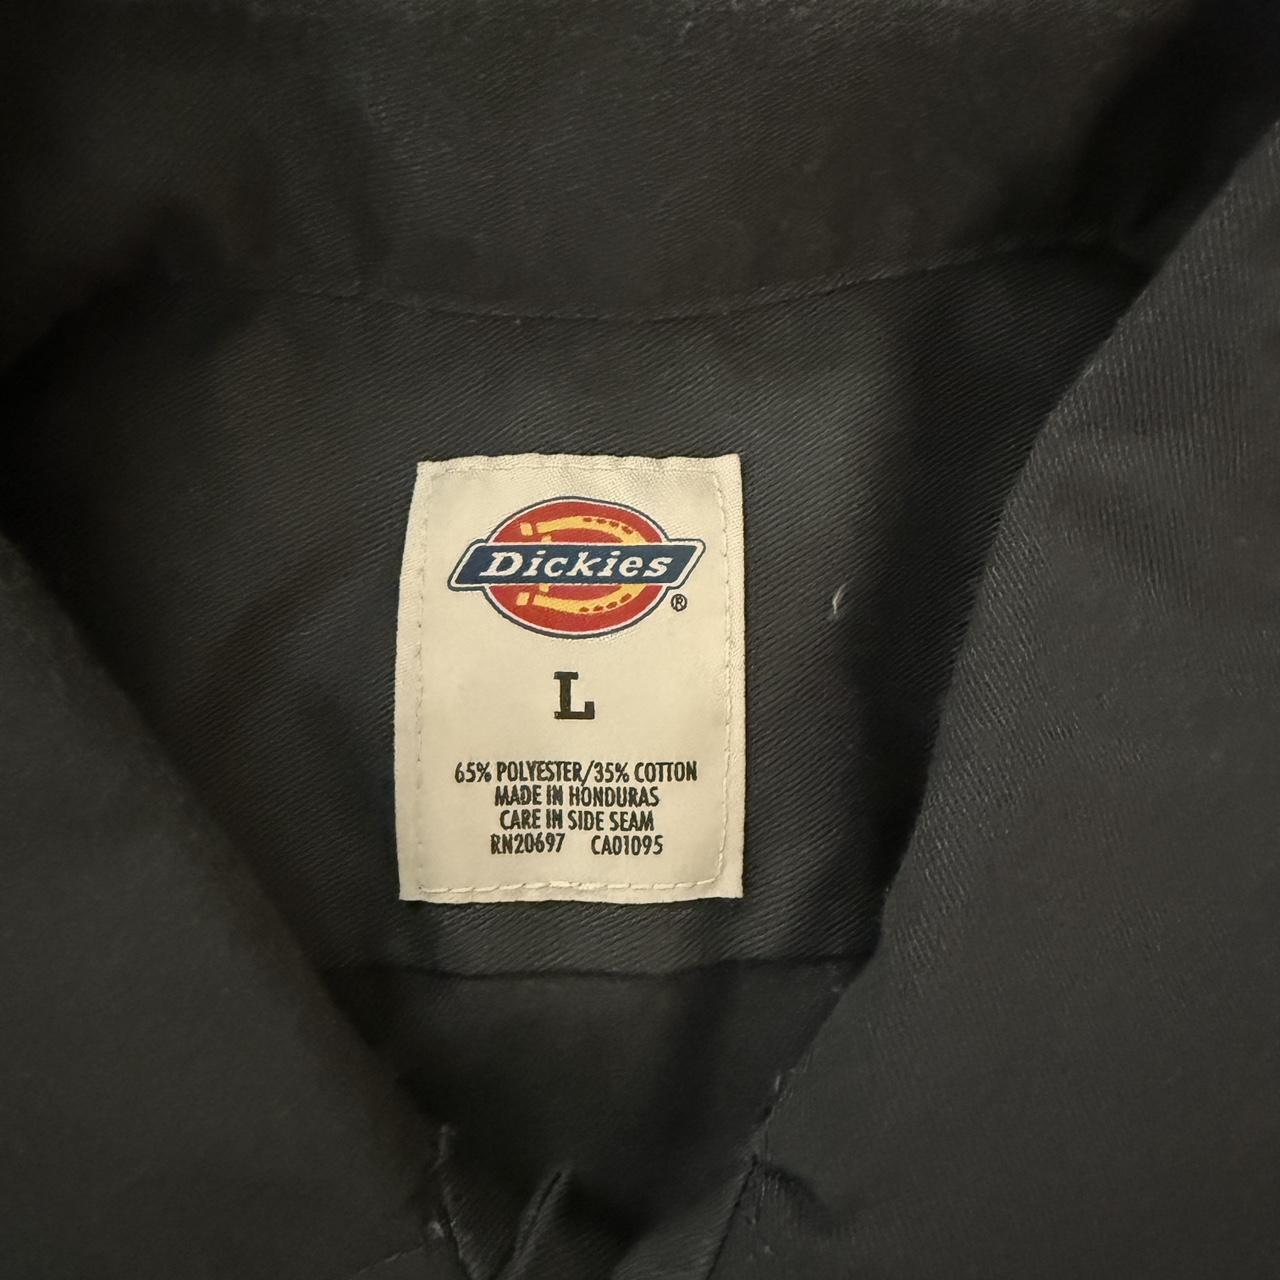 Dickies
®
L
65% POLYESTER/35% COTTON
MADE IN HONDURAS
CARE IN SIDE SEAM
RN20697 CA01095